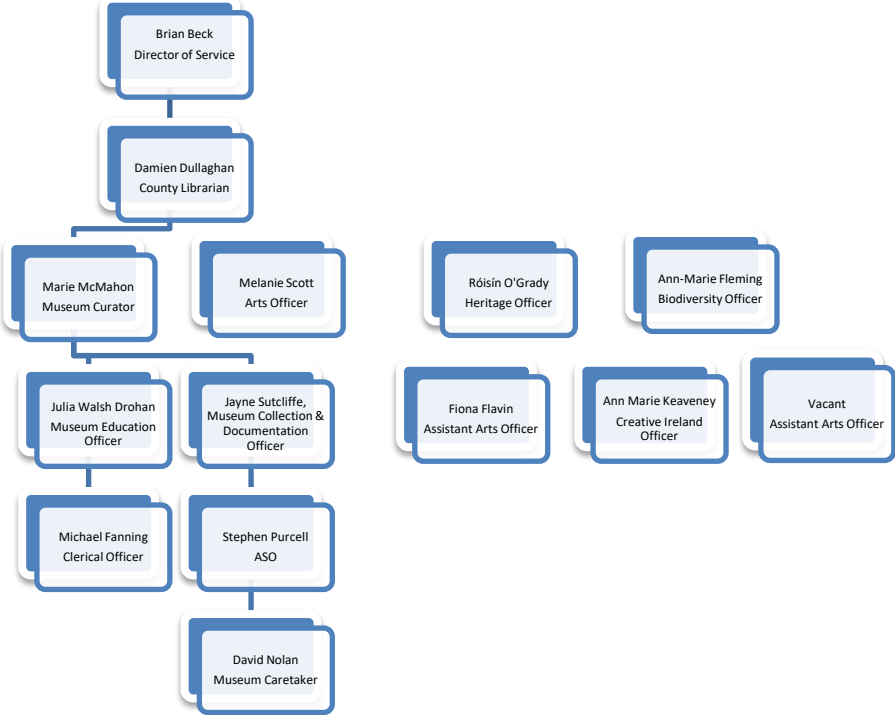 Brian Beck
Director of Service
Damien Dullaghan
County Librarian
Marie McMahon
Museum Curator
Melanie Scott
Arts Officer
Róisín O'Grady
Heritage Officer
Ann-Marie Fleming
Biodiversity Officer
Julia Walsh Drohan
Museum Education
Officer
Jayne Sutcliffe,
Museum Collection &
Documentation
Officer
Fiona Flavin
Assistant Arts Officer
Ann Marie Keaveney
Creative Ireland
Officer
Vacant
Assistant Arts Officer
Michael Fanning
Clerical Officer
Stephen Purcell
ASO
David Nolan
Museum Caretaker